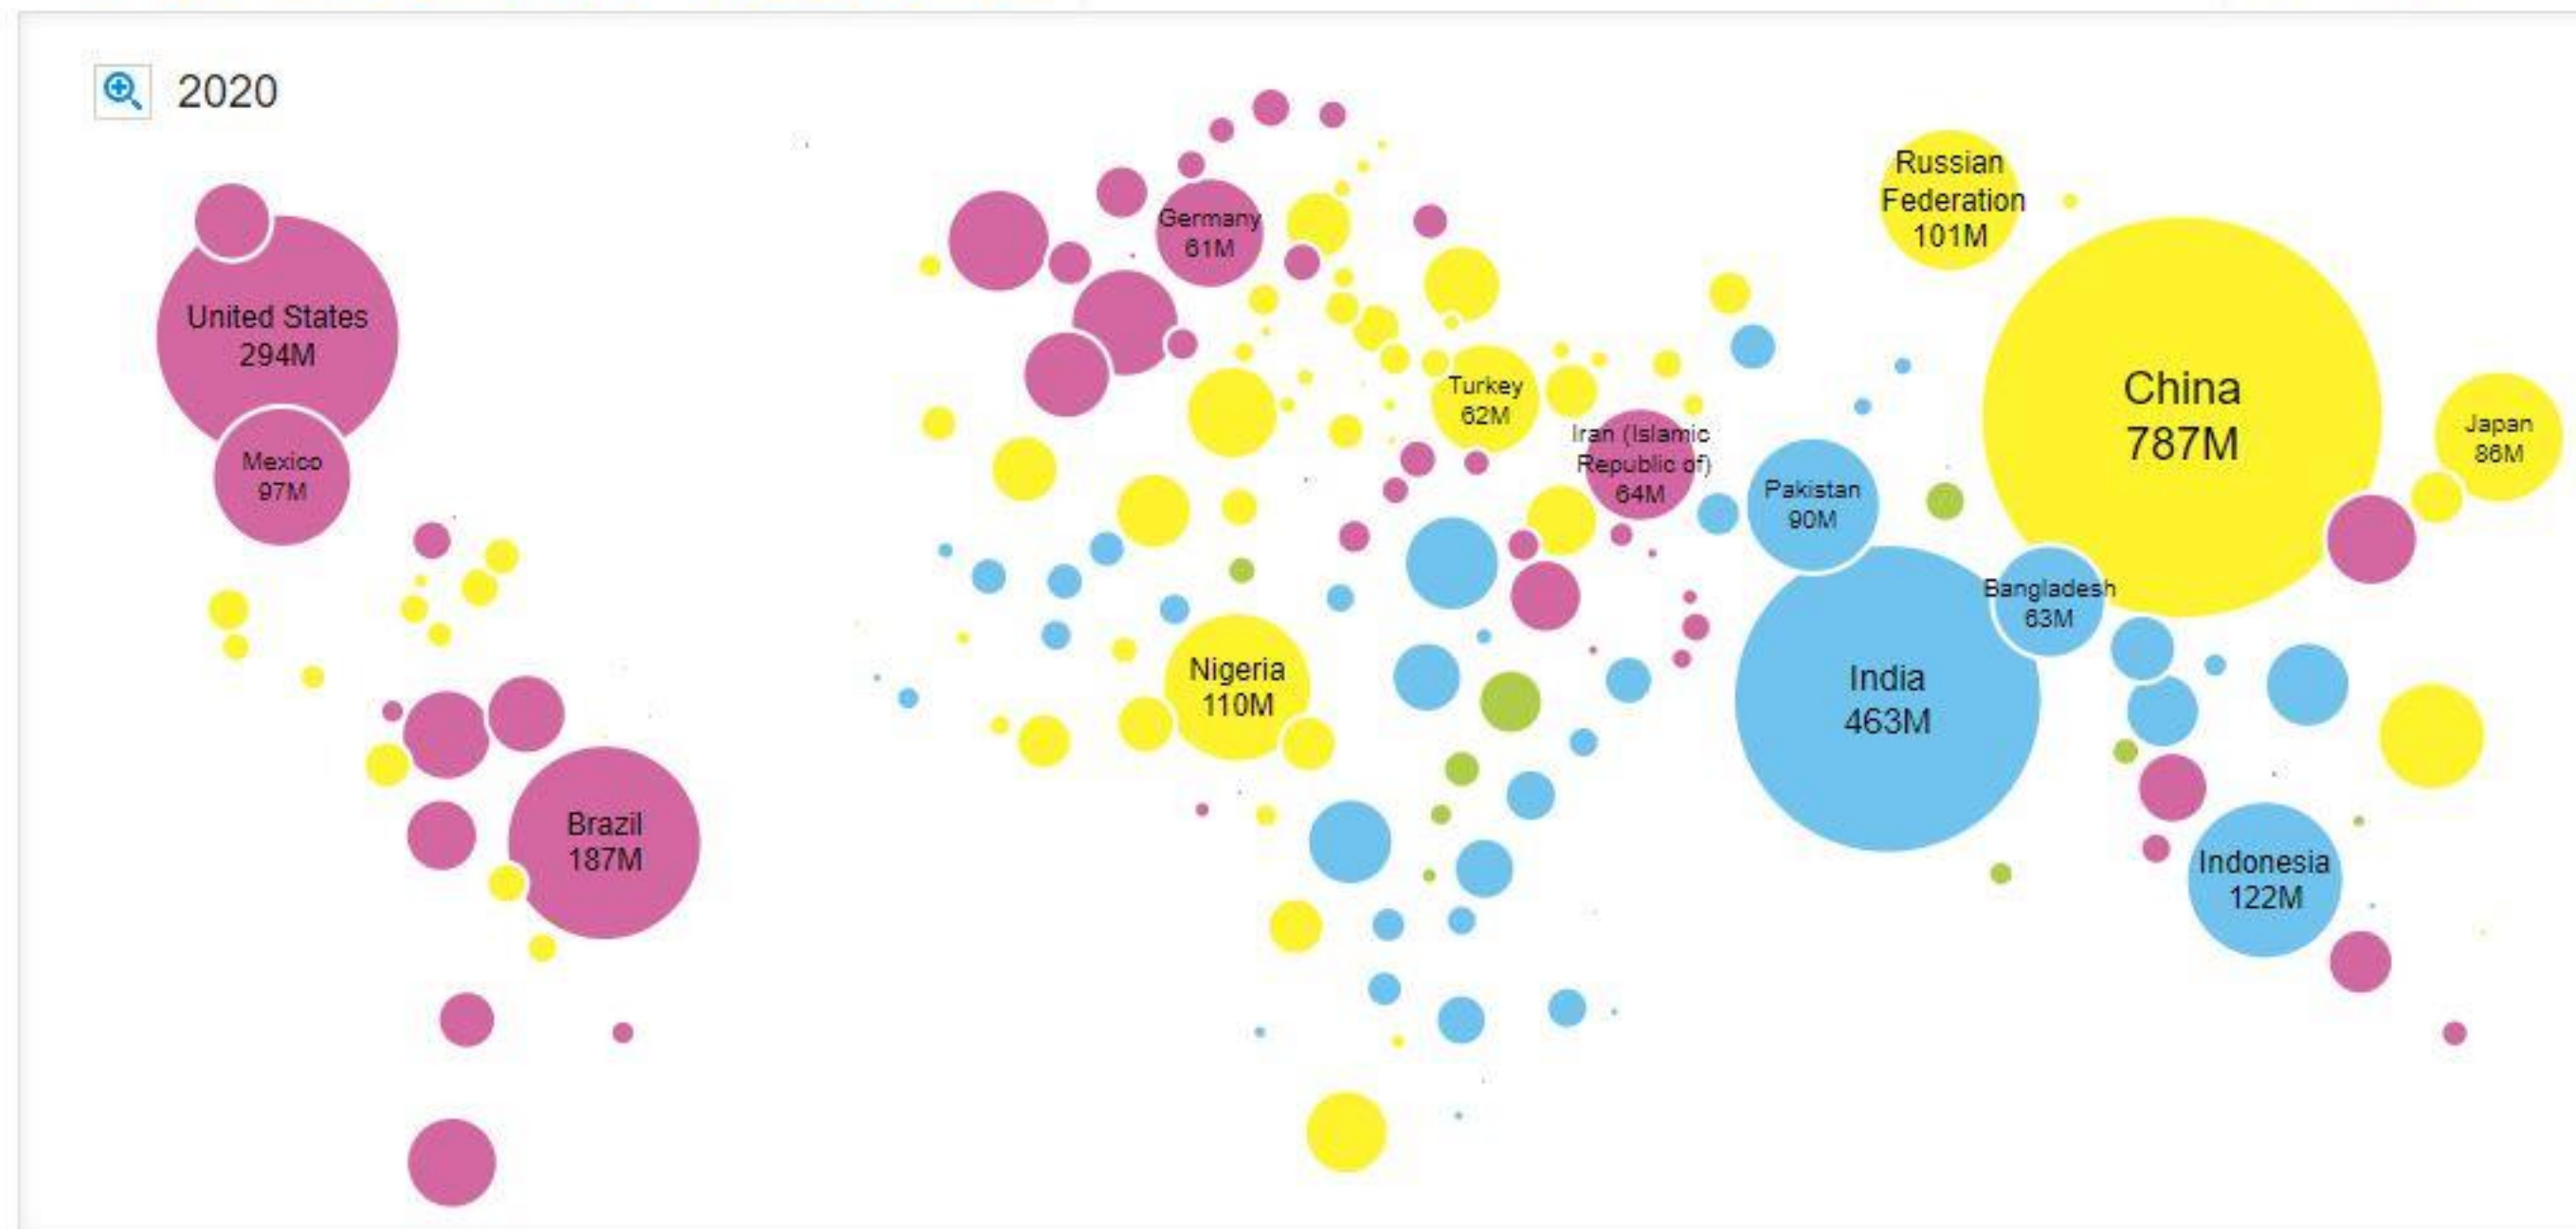 2020
United States
294M
Mexico
97M
Brazil
187M
Germany
61M
Turkey
62M
Iran (Islamic
Republic of)
64M
Nigeria
110M
Russian
Federation
101M
China
787M
Japan
86M
Pakistan
90M
Bangladesh
63M
India
463M
Indonesia
122M